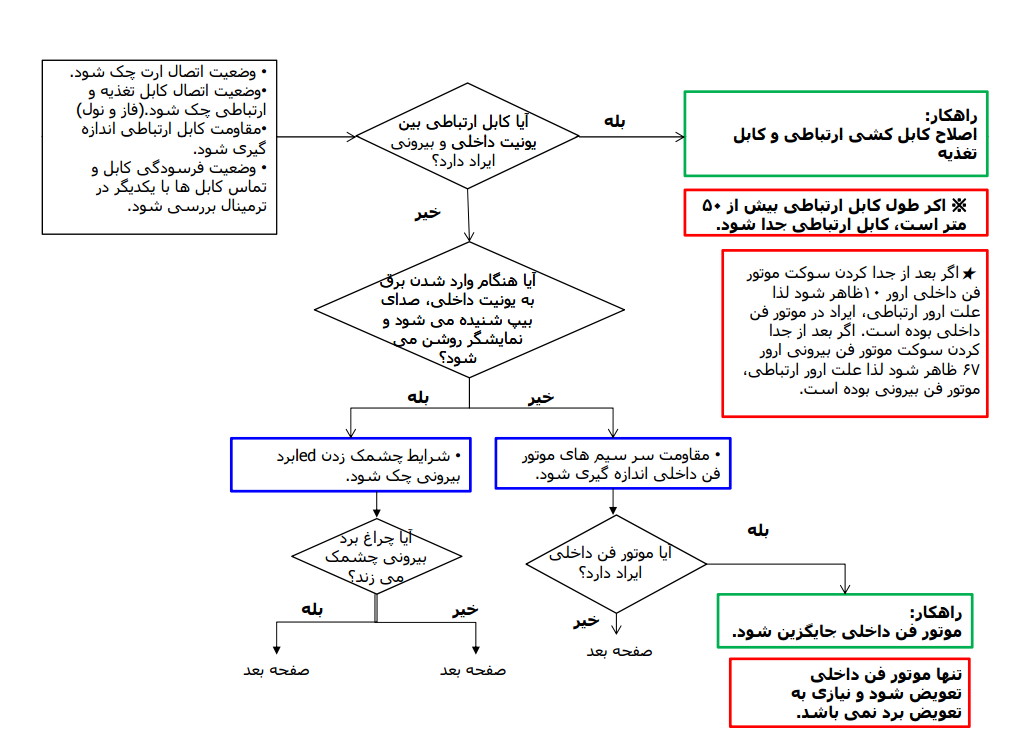 • وضعیت اتصال ارت چک شود.
•وضعیت اتصال کابل تغذیه و
ارتباطی چک شود.(فاز و نول)
•مقاومت کابل ارتباطی اندازه
گیری شود.
• وضعیت فرسودگی کابل و
تماس کابل ها با یکدیگر در
ترمینال بررسی شود.
آیا کابل ارتباطی بین
یونیت داخلی و بیرونی
ایراد دارد؟
بله
راهکار:
اصلاح کابل کشی ارتباطی و کابل
تغذیه
※ اکر طول کابل ارتباطی بیش از ۵۰
متر است، کابل ارتباطی جدا شود.
خیر
★اگر بعد از جدا کردن سوکت موتور
فن داخلی ارور ۱۰ظاهر شود لذا
علت ارور ارتباطی، ایراد در موتور فن
داخلی بوده است. اگر بعد از جدا
کردن سوکت موتور فن بیرونی ارور
۶۷ ظاهر شود لذا علت ارور ارتباطی،
موتور فن بیرونی بوده است.
آیا هنگام وارد شدن برق
به یونیت داخلی، صدای
بیپ شنیده می شود و
نمایشگر روشن می
شود؟
خیر
بله
• مقاومت سر سیم های موتور
فن داخلی اندازه گیری شود.
• شرایط چشمک زدن ledبرد
بیرونی چک شود.
آیا موتور فن داخلی
ایراد دارد؟
بله
آیا چراغ برد
بیرونی چشمک
می زند؟
راهکار:
موتور فن داخلی جایگزین شود.
خیر
صفحه بعد
خیر
بله
صفحه بعد
صفحه بعد
تنها موتور فن داخلی
تعویض شود و نیازی به
تعویض برد نمی باشد.